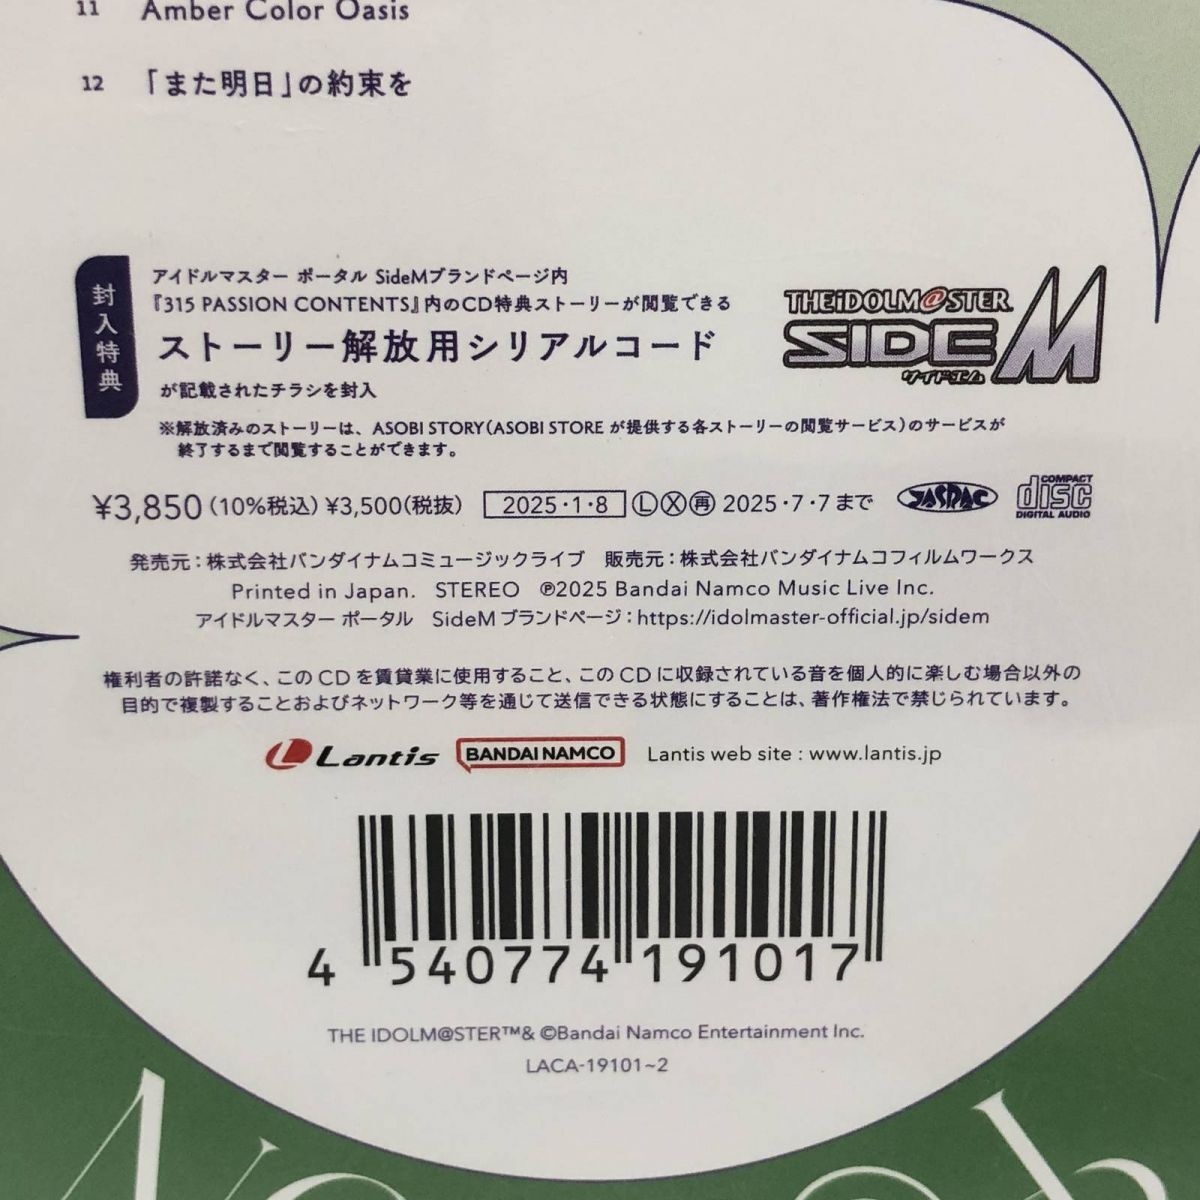 11 Amber Color Oasis
12 「また明日」の約束を
封入特典
アイドルマスター ポータル SideMブランドページ内
『315 PASSION CONTENTS』内のCD特典ストーリーが閲覧できる
ストーリー解放用シリアルコード
が記載されたチラシを封入
※解放済みのストーリーは、ASOBI STORY(ASOBI STORE が提供する各ストーリーの閲覧サービス)のサービスが
終了するまで閲覧することができます。
THE iDOLM@STER
SIDE M
サイドエム
¥3,850(10%税込) ¥3,500(税抜) 2025・1・8 Ⓛ Ⓧ ㊢ 2025・7・7まで
JASRAC
COMPACT
disc
DIGITAL AUDIO
発売元:株式会社バンダイナムコミュージックライブ 販売元:株式会社バンダイナムコフィルムワークス
Printed in Japan. STEREO ℗2025 Bandai Namco Music Live Inc.
アイドルマスター ポータル SideM ブランドページ:https://idolmaster-official.jp/sidem
権利者の許諾なく、このCDを賃貸業に使用すること、このCDに収録されている音を個人的に楽しむ場合以外の
目的で複製することおよびネットワーク等を通じて送信できる状態にすることは、著作権法で禁じられています。
Lantis BANDAI NAMCO Lantis web site : www.lantis.jp
4 540774 191017
THE IDOLM@STER™& ©Bandai Namco Entertainment Inc.
LACA-19101~2